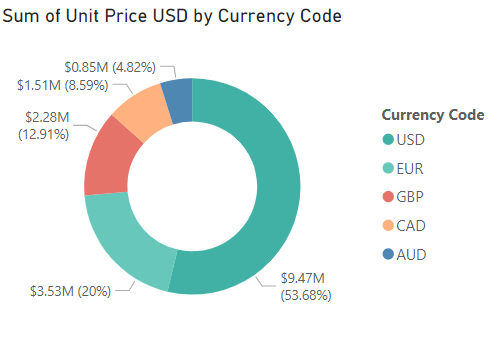 Sum of Unit Price USD by Currency Code
$0.85M (4.82%)
$1.51M (8.59%)
$2.28M
(12.91%)
$3.53M (20%)
$9.47M
(53.68%)
Currency Code
USD
EUR
GBP
CAD
AUD